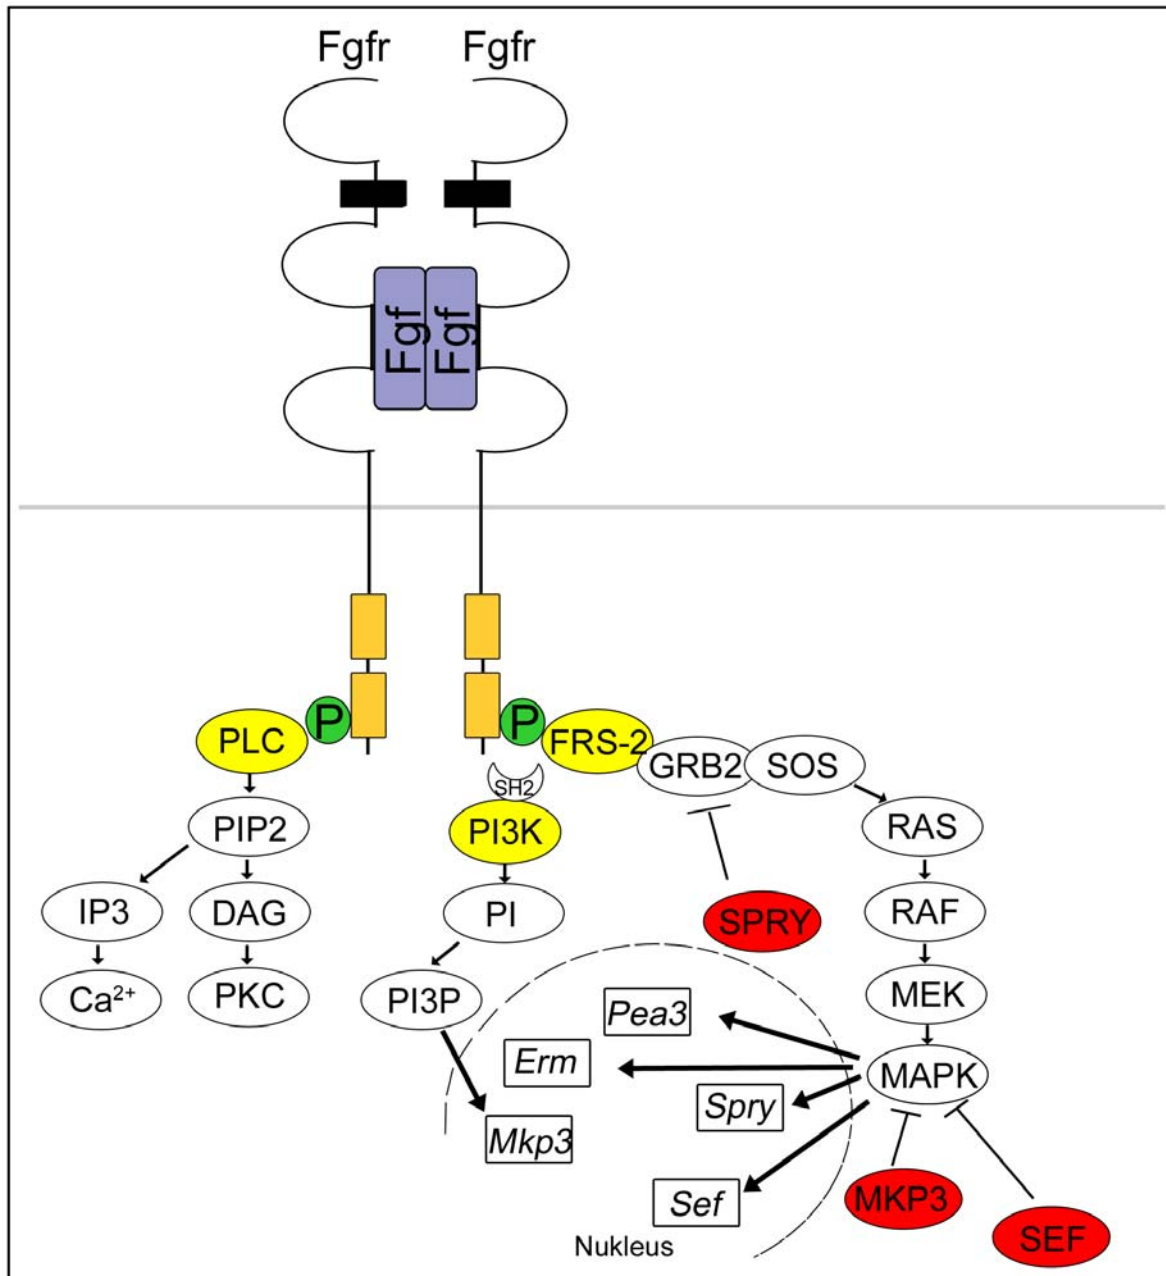 Fgfr Fgfr
Fgf Fgf
P P
PLC FRS-2
GRB2 SOS
SH2
PIP2 PI3K RAS
IP3 DAG PI SPRY RAF
Ca²⁺ PKC PI3P MEK
Pea3
Erm MAPK
Spry
Mkp3
Sef MKP3
Nukleus SEF